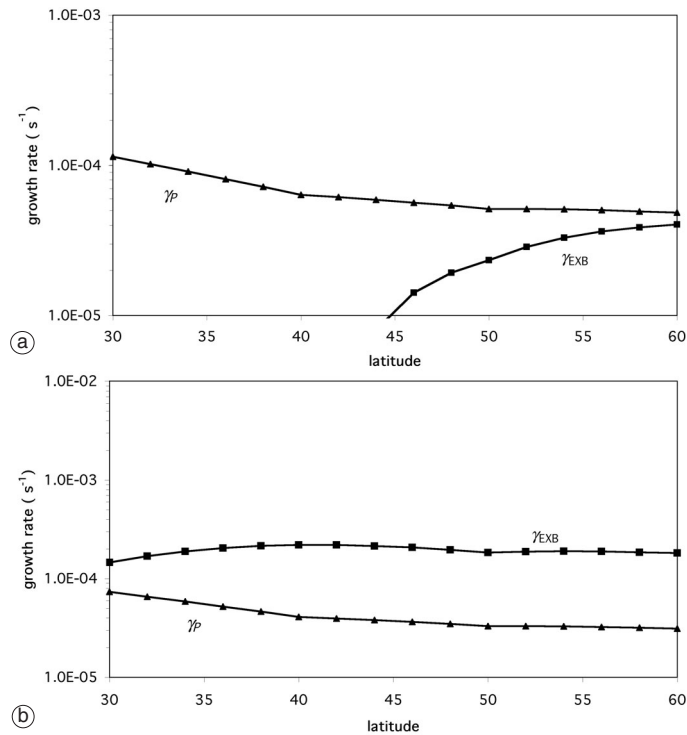 1.0E-03
growth rate ( s⁻¹)
1.0E-04
γP
γEXB
1.0E-05
30 35 40 45 50 55 60
latitude
a
1.0E-02
1.0E-03
growth rate ( s⁻¹)
γEXB
1.0E-04
γP
1.0E-05
30 35 40 45 50 55 60
latitude
b